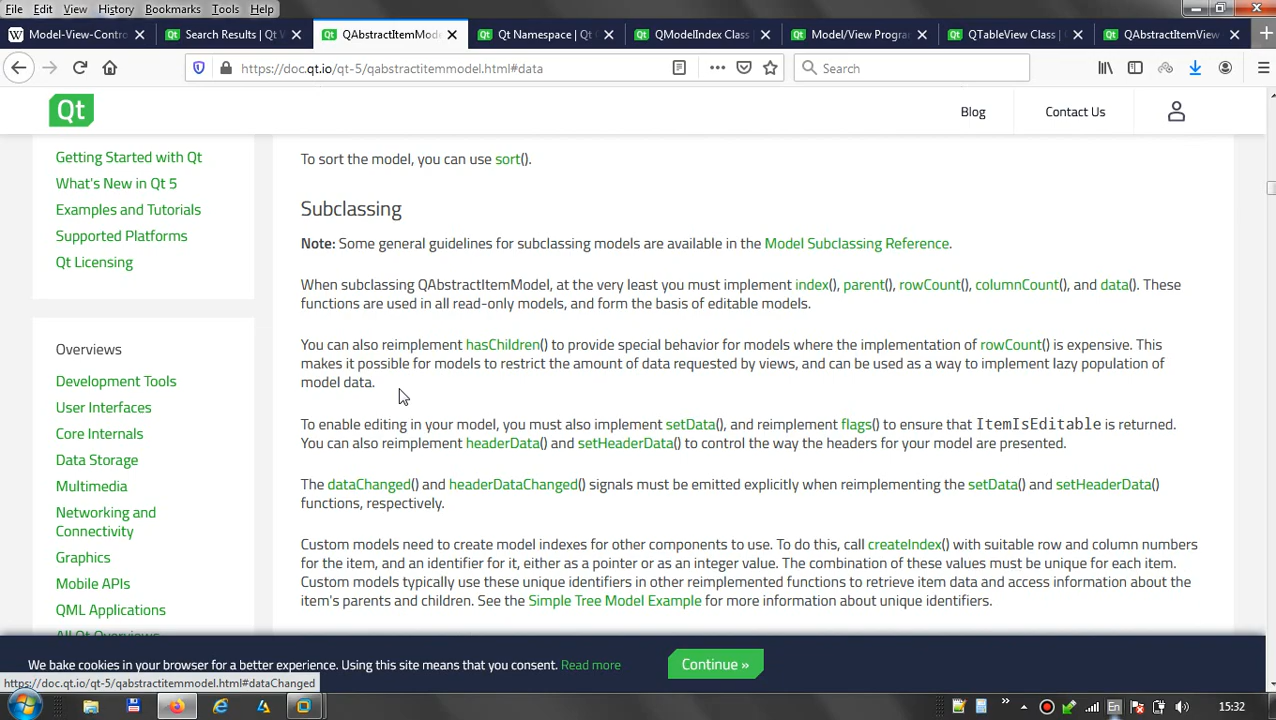 File Edit View History Bookmarks Tools Help
Model-View-Contro
Search Results | Qt W
QAbstractItemMode
Qt Namespace | Qt C
QModelIndex Class |
Model/View Progran
QTableView Class | C
QAbstractItemView
https://doc.qt.io/qt-5/qabstractitemmodel.html#data
Search
Qt
Blog
Contact Us
Getting Started with Qt
What's New in Qt 5
Examples and Tutorials
Supported Platforms
Qt Licensing
Overviews
Development Tools
User Interfaces
Core Internals
Data Storage
Multimedia
Networking and
Connectivity
Graphics
Mobile APIs
QML Applications
All Qt Overviews
To sort the model, you can use sort().
Subclassing
Note: Some general guidelines for subclassing models are available in the Model Subclassing Reference.
When subclassing QAbstractItemModel, at the very least you must implement index(), parent(), rowCount(), columnCount(), and data(). These
functions are used in all read-only models, and form the basis of editable models.
You can also reimplement hasChildren() to provide special behavior for models where the implementation of rowCount() is expensive. This
makes it possible for models to restrict the amount of data requested by views, and can be used as a way to implement lazy population of
model data.
To enable editing in your model, you must also implement setData(), and reimplement flags() to ensure that ItemIsEditable is returned.
You can also reimplement headerData() and setHeaderData() to control the way the headers for your model are presented.
The dataChanged() and headerDataChanged() signals must be emitted explicitly when reimplementing the setData() and setHeaderData()
functions, respectively.
Custom models need to create model indexes for other components to use. To do this, call createIndex() with suitable row and column numbers
for the item, and an identifier for it, either as a pointer or as an integer value. The combination of these values must be unique for each item.
Custom models typically use these unique identifiers in other reimplemented functions to retrieve item data and access information about the
item's parents and children. See the Simple Tree Model Example for more information about unique identifiers.
We bake cookies in your browser for a better experience. Using this site means that you consent. Read more
Continue »
https://doc.qt.io/qt-5/qabstractitemmodel.html#dataChanged
En
15:32